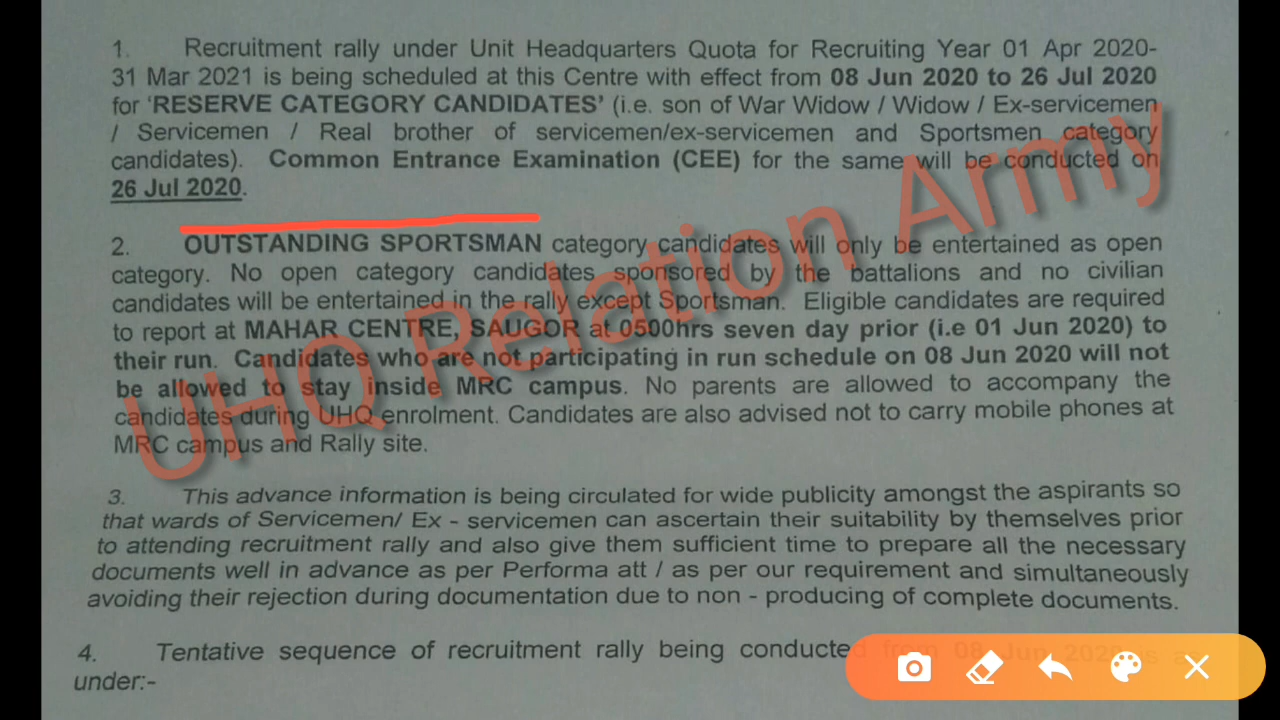 1. Recruitment rally under Unit Headquarters Quota for Recruiting Year 01 Apr 2020-
31 Mar 2021 is being scheduled at this Centre with effect from 08 Jun 2020 to 26 Jul 2020
for 'RESERVE CATEGORY CANDIDATES' (i.e. son of War Widow / Widow / Ex-servicemen
/ Servicemen / Real brother of servicemen/ex-servicemen and Sportsmen category
candidates). Common Entrance Examination (CEE) for the same will be conducted on
26 Jul 2020.
2. OUTSTANDING SPORTSMAN category candidates will only be entertained as open
category. No open category candidates sponsored by the battalions and no civilian
candidates will be entertained in the rally except Sportsman. Eligible candidates are required
to report at MAHAR CENTRE, SAUGOR at 0500hrs seven day prior (i.e 01 Jun 2020) to
their run. Candidates who are not participating in run schedule on 08 Jun 2020 will not
be allowed to stay inside MRC campus. No parents are allowed to accompany the
candidates during UHQ enrolment. Candidates are also advised not to carry mobile phones at
MRC campus and Rally site.
UHQ Relation Army
3. This advance information is being circulated for wide publicity amongst the aspirants so
that wards of Servicemen/ Ex - servicemen can ascertain their suitability by themselves prior
to attending recruitment rally and also give them sufficient time to prepare all the necessary
documents well in advance as per Performa att / as per our requirement and simultaneously
avoiding their rejection during documentation due to non - producing of complete documents.
4. Tentative sequence of recruitment rally being conducted from 08 Jun 2020 is as
under:-